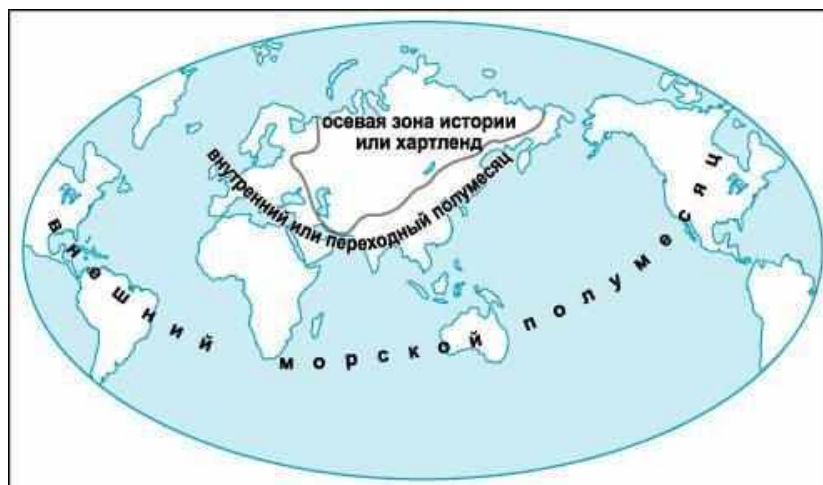 осевая зона истории
или хартленд
внутренний или переходный полумесяц
внешний морской полумесяц